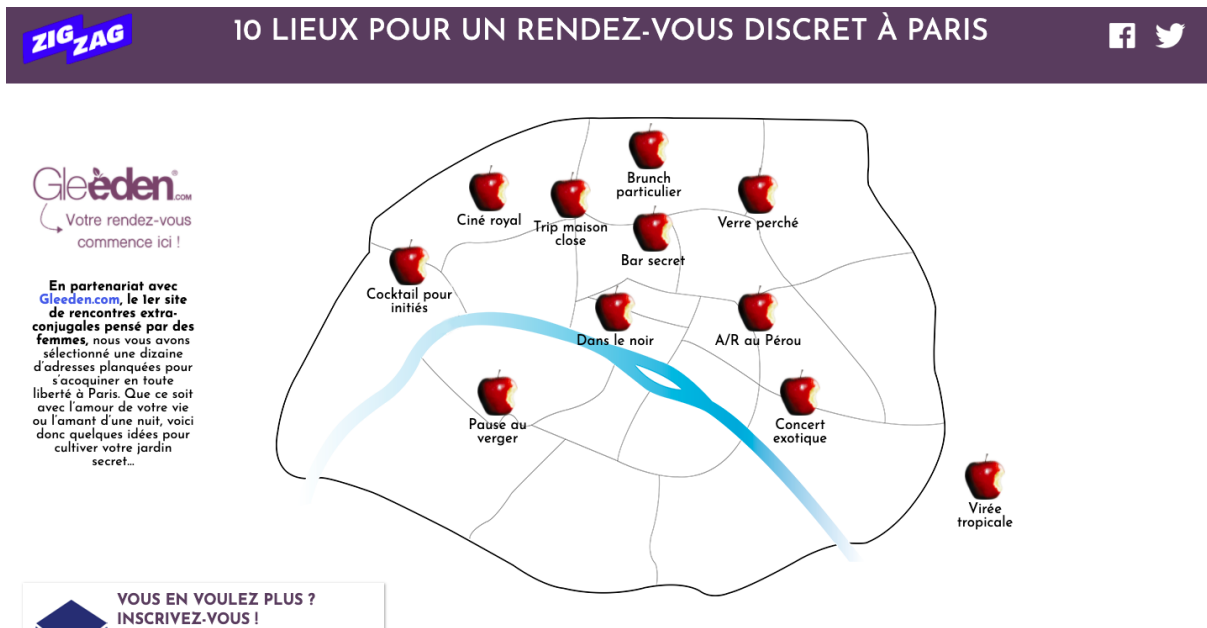 ZIGZAG
10 LIEUX POUR UN RENDEZ-VOUS DISCRET À PARIS
Gleeden.COM
Votre rendez-vous
commence ici !
En partenariat avec
Gleeden.com, le 1er site
de rencontres extra-
conjugales pensé par des
femmes, nous vous avons
sélectionné une dizaine
d'adresses planquées pour
s'acoquiner en toute
liberté à Paris. Que ce soit
avec l'amour de votre vie
ou l'amant d'une nuit, voici
donc quelques idées pour
cultiver votre jardin
secret…
Brunch
particulier
Ciné royal
Trip maison
close
Verre perché
Bar secret
Cocktail pour
initiés
Dans le noir
A/R au Pérou
Pause au
verger
Concert
exotique
Virée
tropicale
VOUS EN VOULEZ PLUS ?
INSCRIVEZ-VOUS !